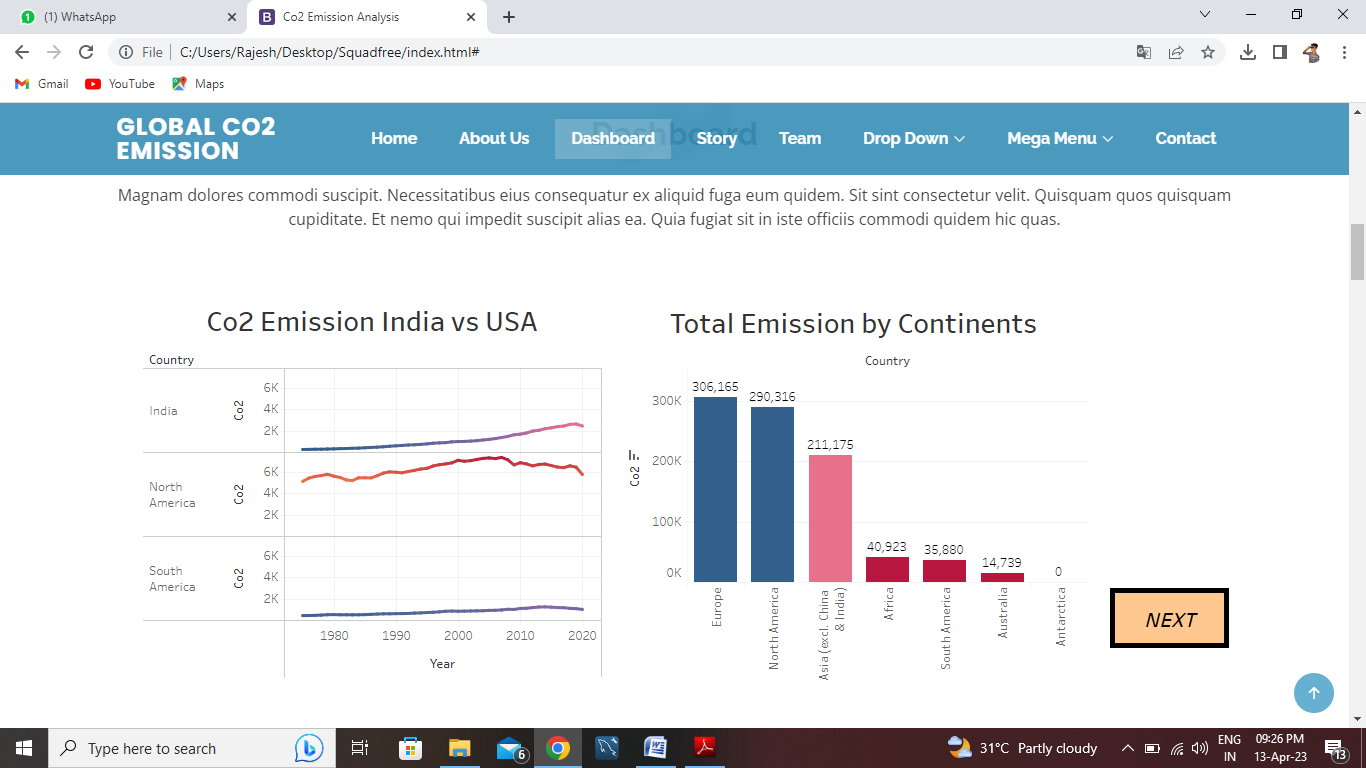 (1) WhatsApp
Co2 Emission Analysis
File
C:/Users/Rajesh/Desktop/Squadfree/index.html#
Gmail
YouTube
Maps
GLOBAL CO2
EMISSION
Home
About Us
Dashboard
Dashboard
Story
Team
Drop Down
Mega Menu
Contact
Magnam dolores commodi suscipit. Necessitatibus eius consequatur ex aliquid fuga eum quidem. Sit sint consectetur velit. Quisquam quos quisquam
cupiditate. Et nemo qui impedit suscipit alias ea. Quia fugiat sit in iste officiis commodi quidem hic quas.
Co2 Emission India vs USA
Country
India
Co2
6K
4K
2K
North
America
Co2
6K
4K
2K
South
America
Co2
6K
4K
2K
1980
1990
2000
2010
2020
Year
Total Emission by Continents
Country
Co2
300K
200K
100K
0K
306,165
290,316
211,175
40,923
35,880
14,739
0
Europe
North America
Asia (excl. China
& India)
Africa
South America
Australia
Antarctica
NEXT
Type here to search
6
31°C Partly cloudy
ENG
IN
09:26 PM
13-Apr-23
13